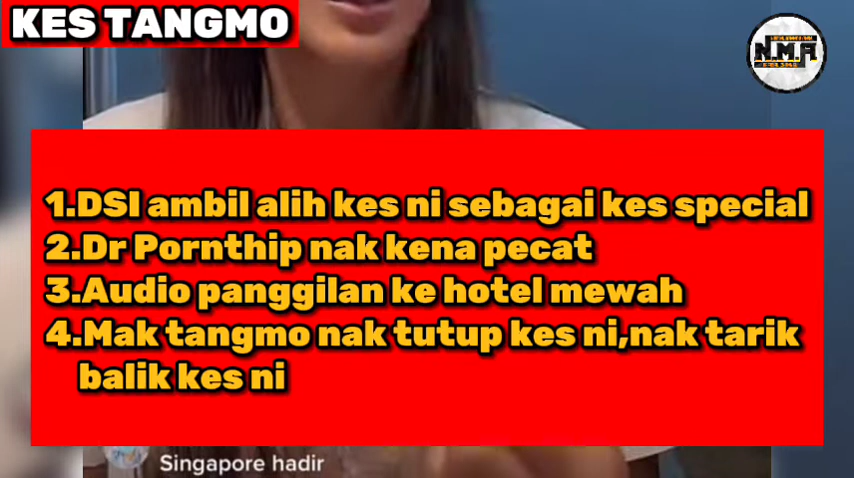 KES TANGMO
N.M.A
1.DSI ambil alih kes ni sebagai kes special
2.Dr Pornthip nak kena pecat
3.Audio panggilan ke hotel mewah
4.Mak tangmo nak tutup kes ni,nak tarik
balik kes ni
Singapore hadir